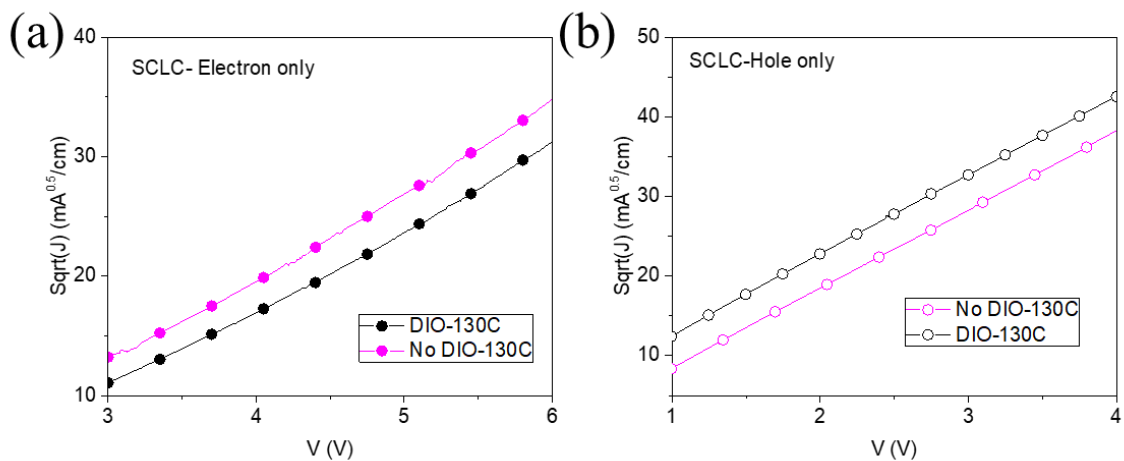 (a)
SCLC- Electron only
Sqrt(J) (mA^0.5/cm)
40
30
20
10
DIO-130C
No DIO-130C
3
4
5
6
V (V)
(b)
SCLC-Hole only
Sqrt(J) (mA^0.5/cm)
50
40
30
20
10
No DIO-130C
DIO-130C
1
2
3
4
V (V)